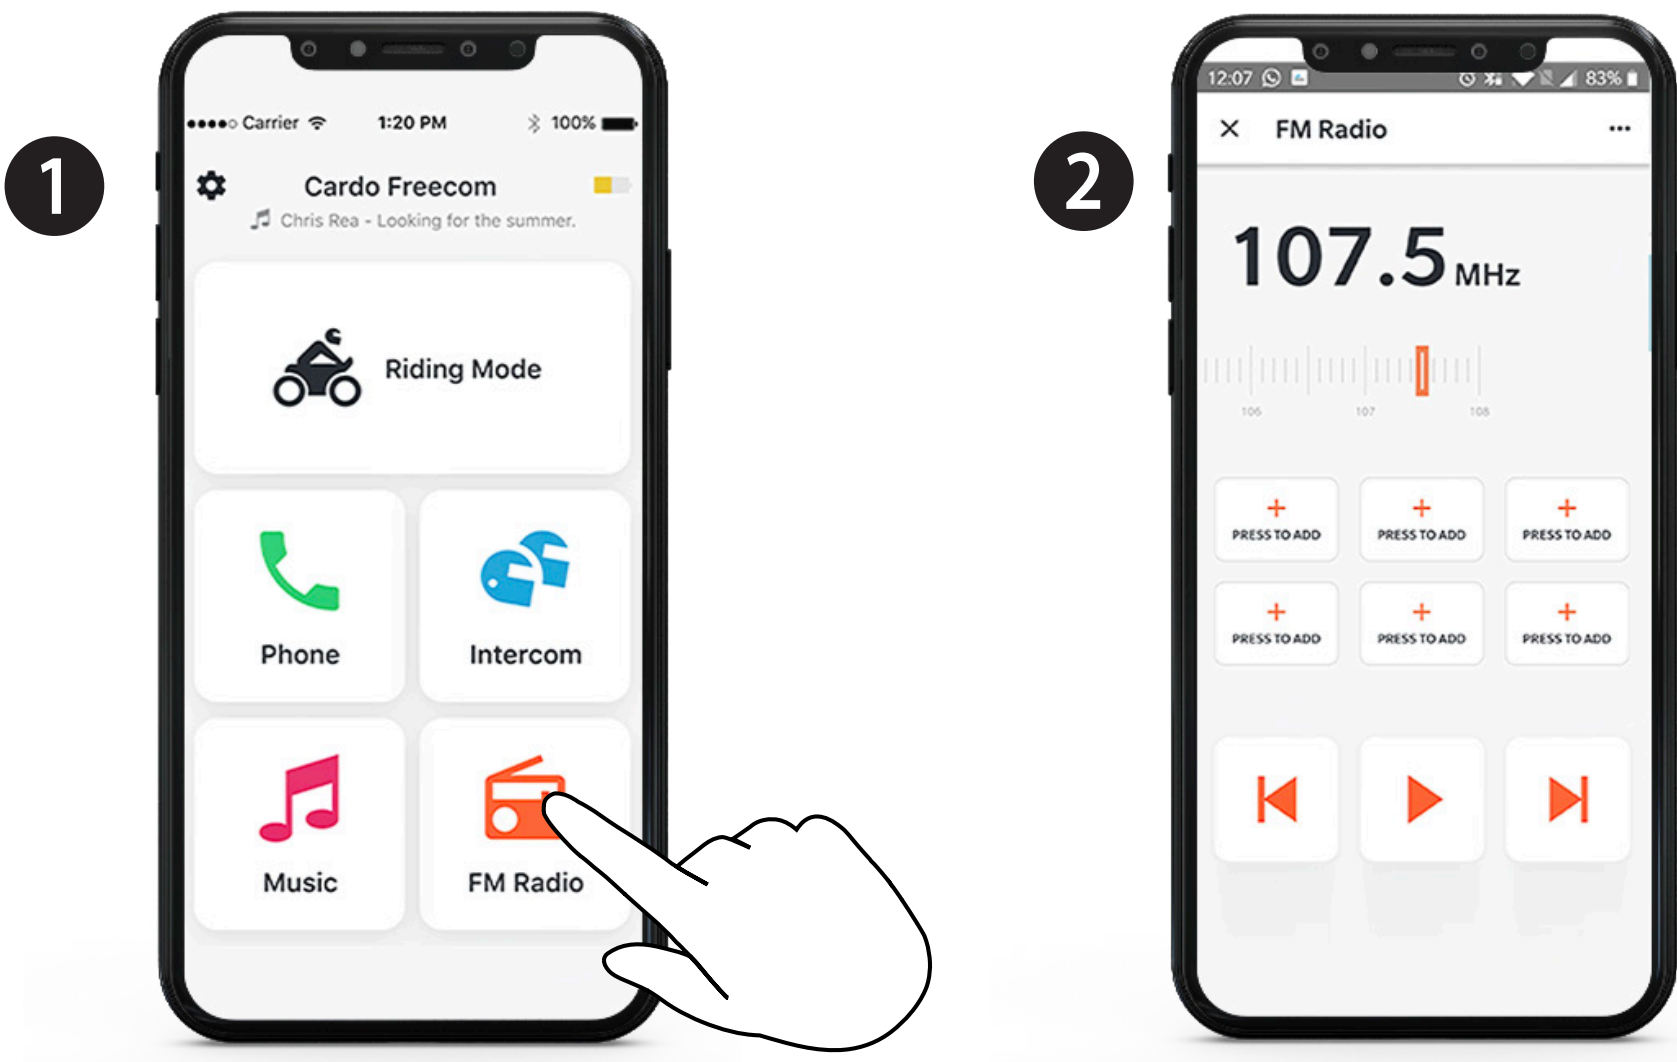 1
Carrier
1:20 PM
100%
Cardo Freecom
Chris Rea - Looking for the summer.
Riding Mode
Phone
Intercom
Music
FM Radio
2
12:07
83%
FM Radio
107.5 MHz
106 107 108
PRESS TO ADD PRESS TO ADD PRESS TO ADD
PRESS TO ADD PRESS TO ADD PRESS TO ADD